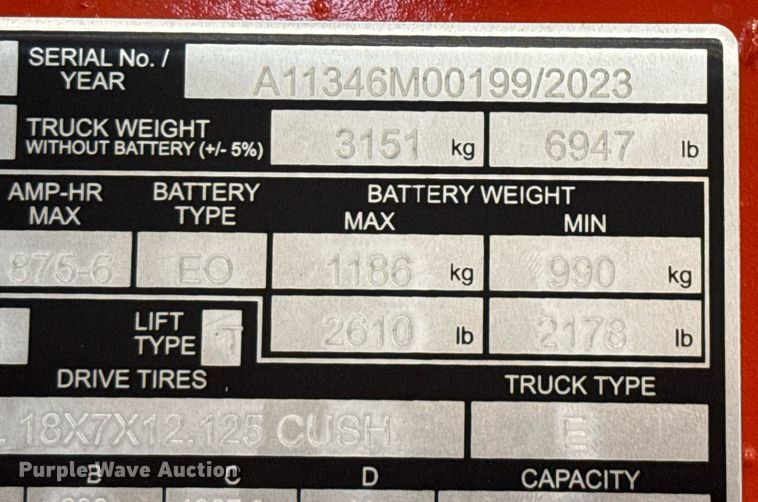 SERIAL No. /
YEAR
A11346M00199/2023
TRUCK WEIGHT
WITHOUT BATTERY (+/- 5%)
3151 kg
6947 lb
AMP-HR
MAX
BATTERY
TYPE
BATTERY WEIGHT
MAX
MIN
875-6
EO
1186 kg
990 kg
LIFT
TYPE
T
2610 lb
2178 lb
DRIVE TIRES
TRUCK TYPE
18X7X12.125 CUSH
E
Purple Wave Auction
B
C
D
CAPACITY